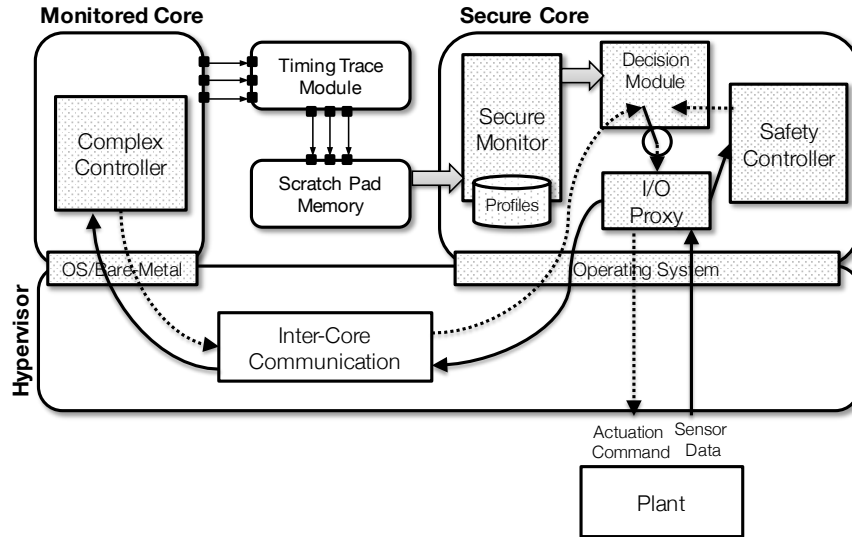 Monitored Core
Secure Core
Timing Trace
Module
Decision
Module
Complex
Controller
Secure
Monitor
Safety
Controller
Scratch Pad
Memory
Profiles
I/O
Proxy
OS/Bare-Metal
Operating System
Hypervisor
Inter-Core
Communication
Actuation
Command
Sensor
Data
Plant